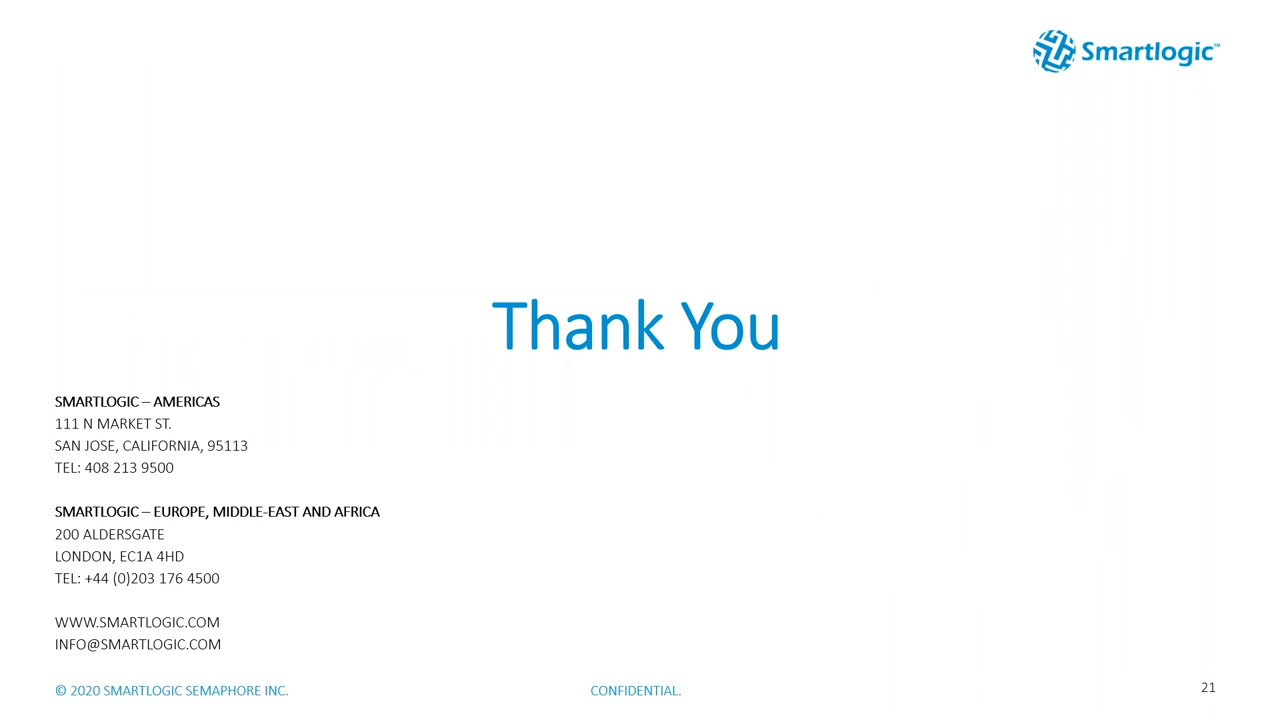 Smartlogic™
Thank You
SMARTLOGIC – AMERICAS
111 N MARKET ST.
SAN JOSE, CALIFORNIA, 95113
TEL: 408 213 9500
SMARTLOGIC – EUROPE, MIDDLE-EAST AND AFRICA
200 ALDERSGATE
LONDON, EC1A 4HD
TEL: +44 (0)203 176 4500
WWW.SMARTLOGIC.COM
INFO@SMARTLOGIC.COM
© 2020 SMARTLOGIC SEMAPHORE INC.
CONFIDENTIAL.
21